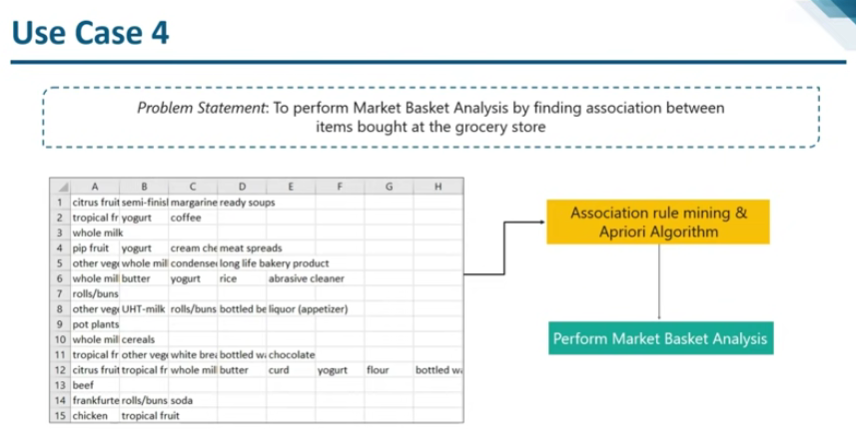 Use Case 4
Problem Statement: To perform Market Basket Analysis by finding association between
items bought at the grocery store
A B C D E F G H
1 citrus fruit semi-finisl margarine ready soups
2 tropical fr yogurt coffee
3 whole milk
4 pip fruit yogurt cream che meat spreads
5 other vege whole mil condense long life bakery product
6 whole mil butter yogurt rice abrasive cleaner
7 rolls/buns
8 other vege UHT-milk rolls/buns bottled be liquor (appetizer)
9 pot plants
10 whole mil cereals
11 tropical fr other vege white brea bottled wa chocolate
12 citrus fruit tropical fr whole mil butter curd yogurt flour bottled wa
13 beef
14 frankfurte rolls/buns soda
15 chicken tropical fruit
Association rule mining &
Apriori Algorithm
Perform Market Basket Analysis